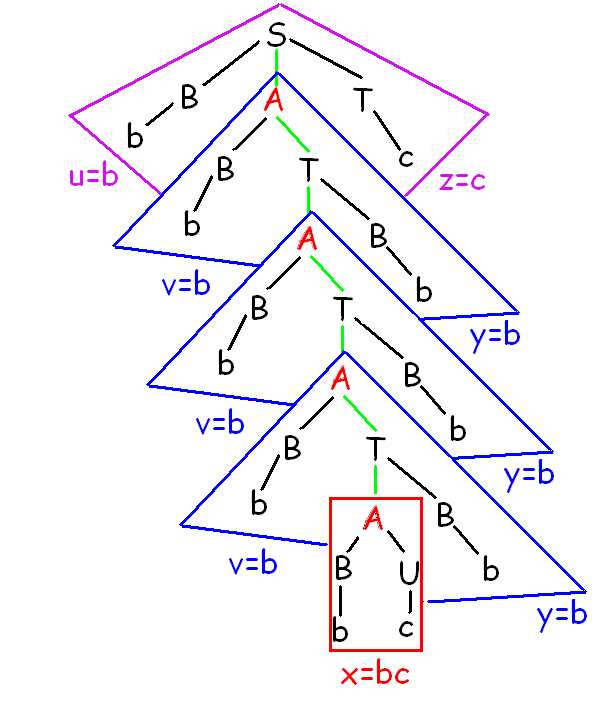 S
B A T
b c
B T
u=b z=c
b
A B
v=b b
B T y=b
b
A B
v=b b
B T y=b
b
A B
v=b B U b
y=b
b c
x=bc